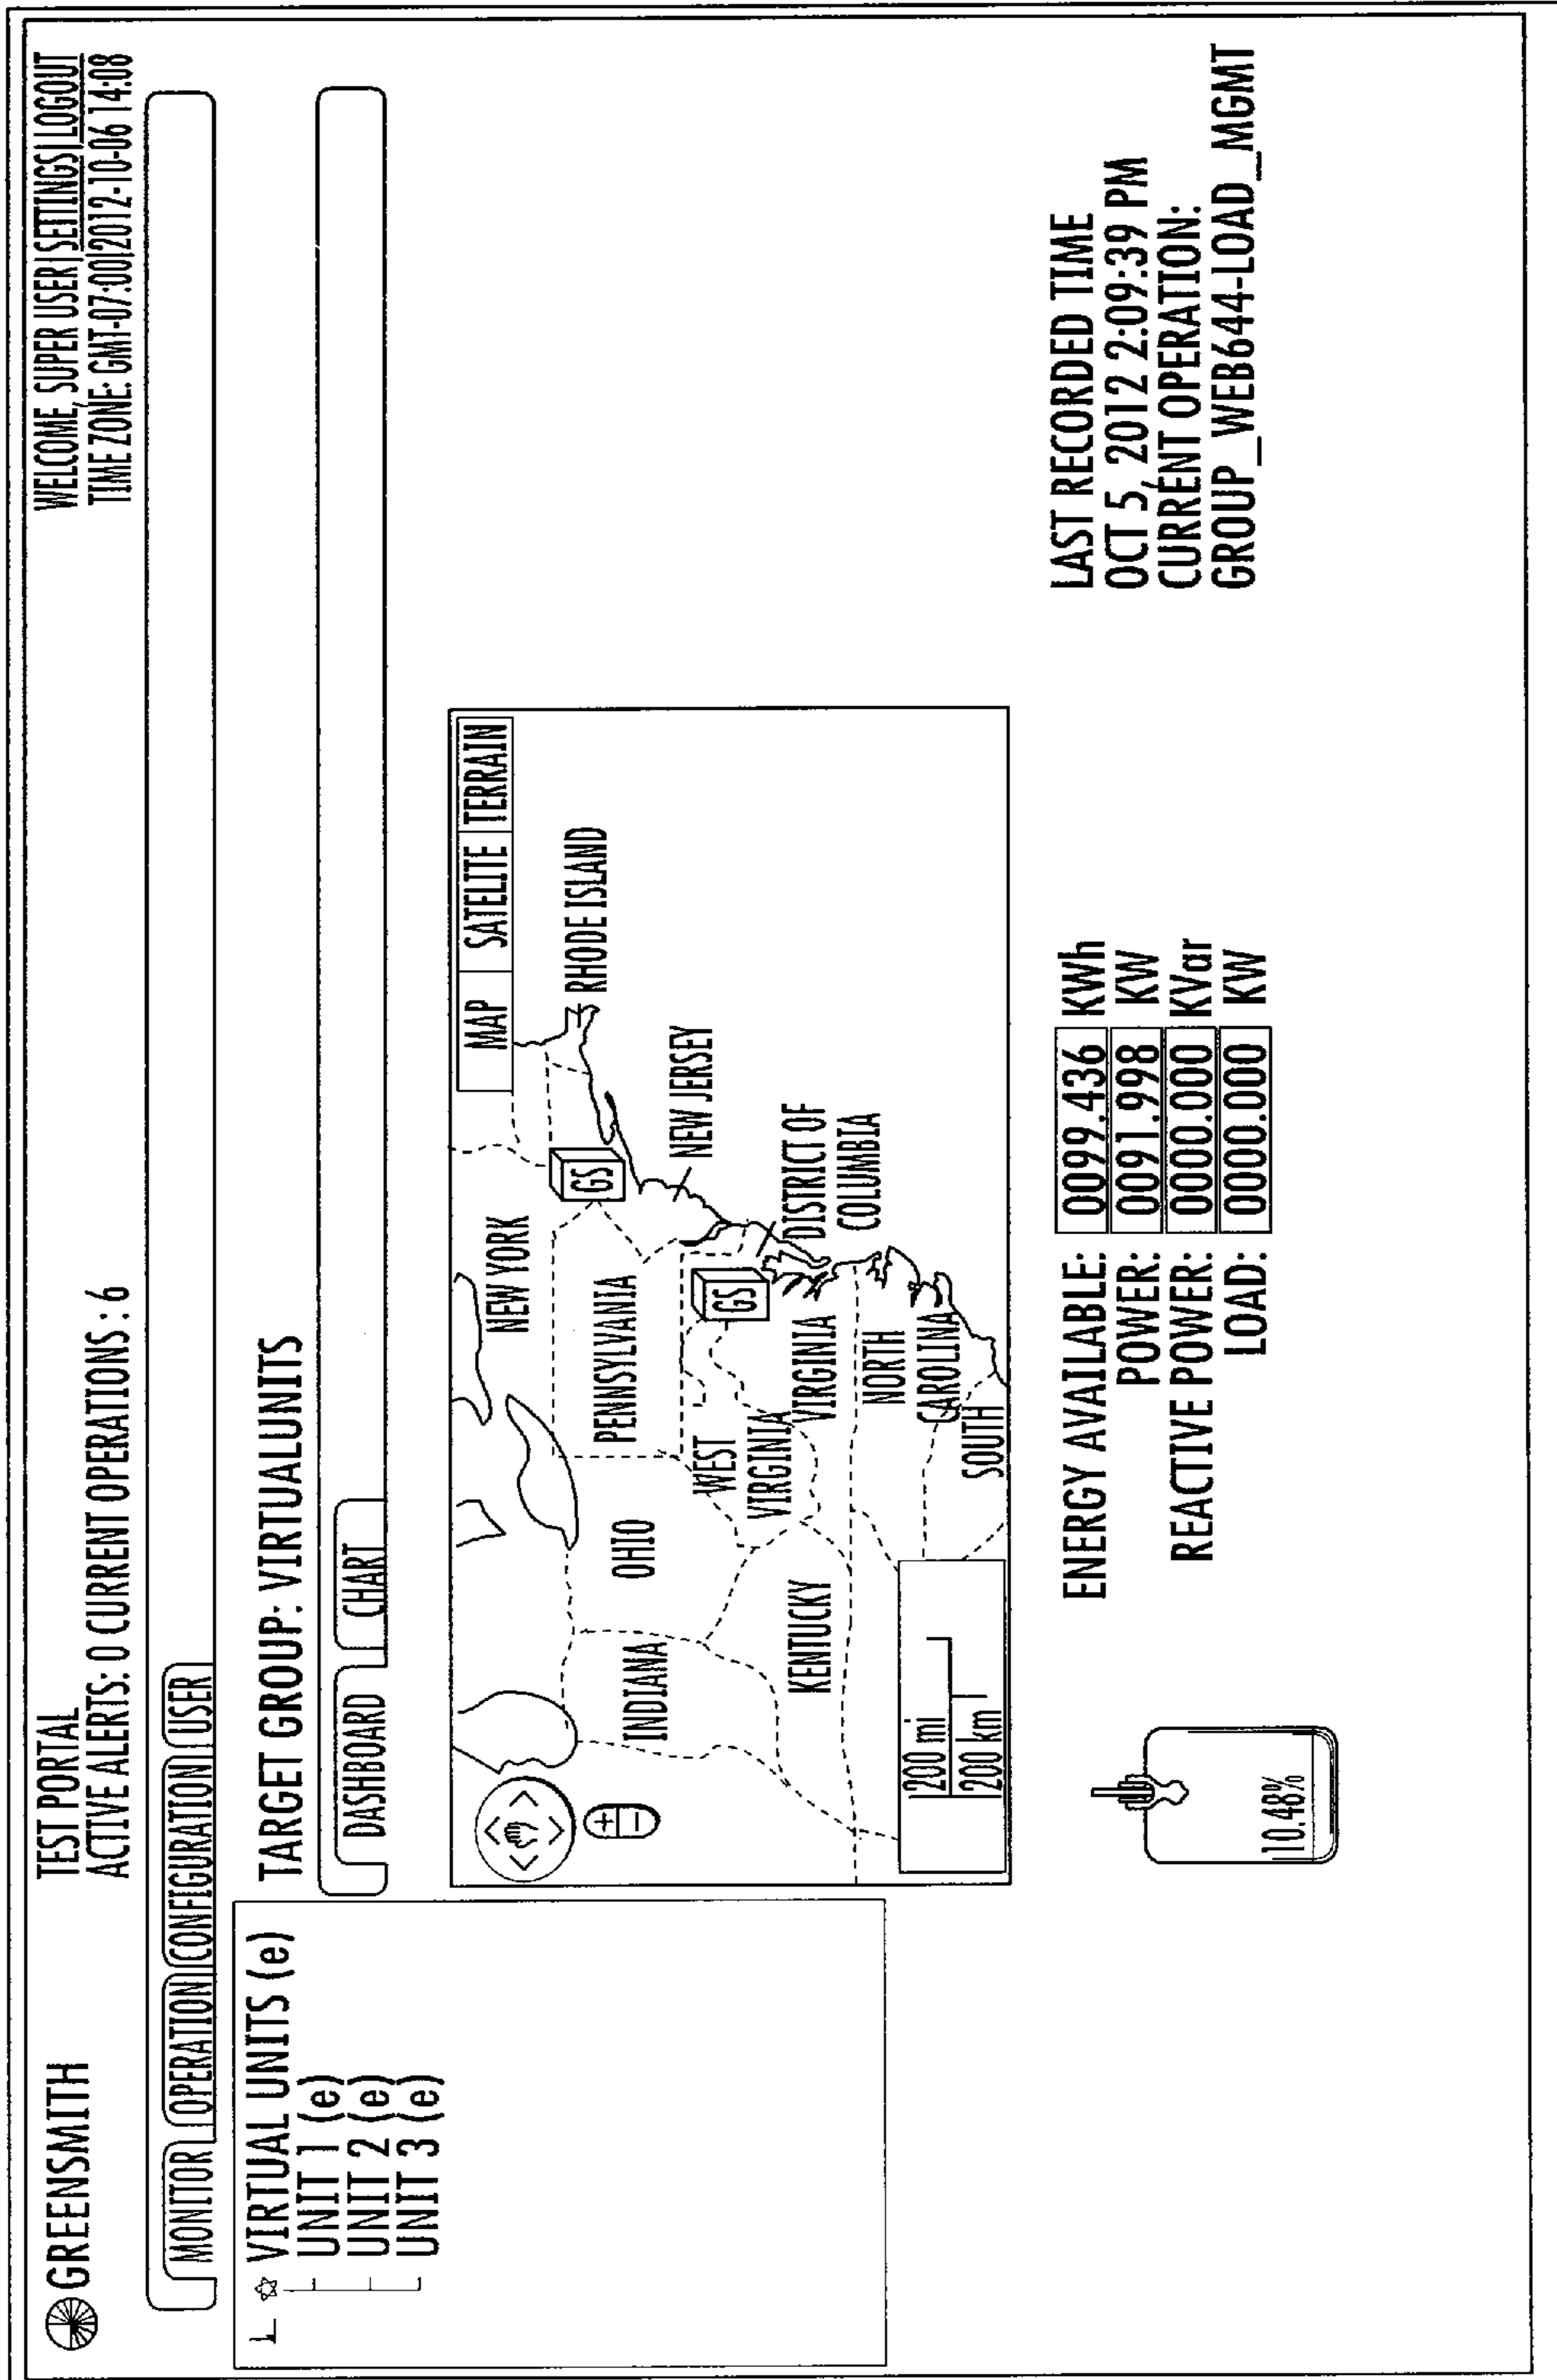 GREENSMITH
TEST PORTAL
ACTIVE ALERTS: 0 CURRENT OPERATIONS : 6
WELCOME, SUPER USER | SETTINGS | LOGOUT
TIME ZONE: GMT-07:00|2012-10-06 14:08
MONITOR OPERATION CONFIGURATION USER
VIRTUAL UNITS (e)
UNIT 1 (e)
UNIT 2 (e)
UNIT 3 (e)
TARGET GROUP: VIRTUALUNITS
DASHBOARD CHART
MAP SATELITE TERRAIN
NEW YORK
RHODE ISLAND
GS
PENNSYLVANIA
NEW JERSEY
OHIO
INDIANA
GS
WEST
VIRGINIA
DISTRICT OF
COLUMBIA
VIRGINIA
KENTUCKY
NORTH
CAROLINA
SOUTH
200 mi
200 km
10.48%
ENERGY AVAILABLE: 0099.436 KWh
POWER: 0091.998 KW
REACTIVE POWER: 0000.000 KVar
LOAD: 0000.000 KW
LAST RECORDED TIME
OCT 5, 2012 2:09:39 PM
CURRENT OPERATION:
GROUP_WEB644-LOAD_MGMT